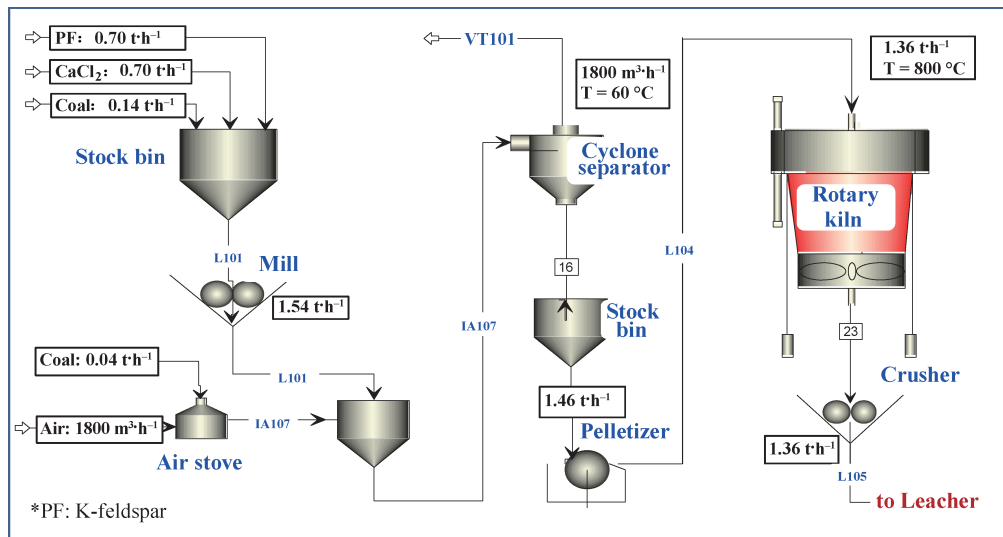 PF: 0.70 t·h⁻¹
CaCl₂: 0.70 t·h⁻¹
Coal: 0.14 t·h⁻¹
Stock bin
L101
Mill
1.54 t·h⁻¹
Coal: 0.04 t·h⁻¹
L101
Air: 1800 m³·h⁻¹
IA107
Air stove
*PF: K-feldspar
VT101
1800 m³·h⁻¹
T = 60 °C
Cyclone
separator
16
IA107
Stock
bin
1.46 t·h⁻¹
Pelletizer
L104
1.36 t·h⁻¹
T = 800 °C
Rotary
kiln
23
Crusher
1.36 t·h⁻¹
L105
to Leacher